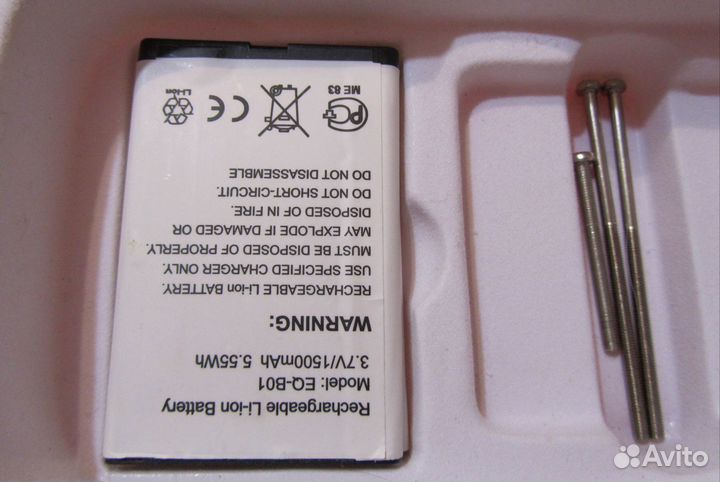 Rechargeable Li-ion Battery
Model: EQ-B01
3.7V/1500mAh 5.55Wh
WARNING:
RECHARGEABLE Li-ion BATTERY.
USE SPECIFIED CHARGER ONLY.
MUST BE DISPOSED OF PROPERLY.
MAY EXPLODE IF DAMAGED OR
DISPOSED OF IN FIRE.
DO NOT SHORT-CIRCUIT.
DO NOT DISASSEMBLE
Li-ion
CE
РС
ME 83
Avito